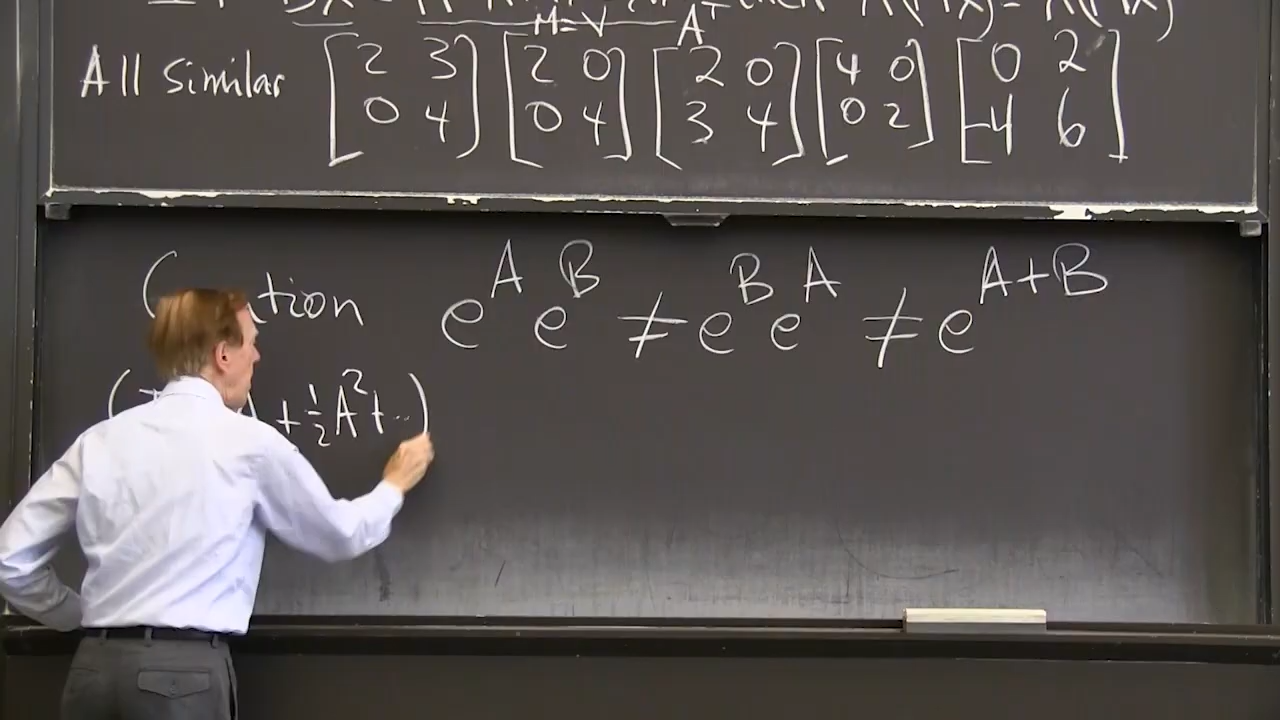 then
M=V A^T
All Similar [2 3; 0 4] [2 0; 0 4] [2 0; 3 4] [4 0; 0 2] [0 2; -4 6]
e^A e^B ≠ e^B e^A ≠ e^{A+B}
+ ½A² + ...)